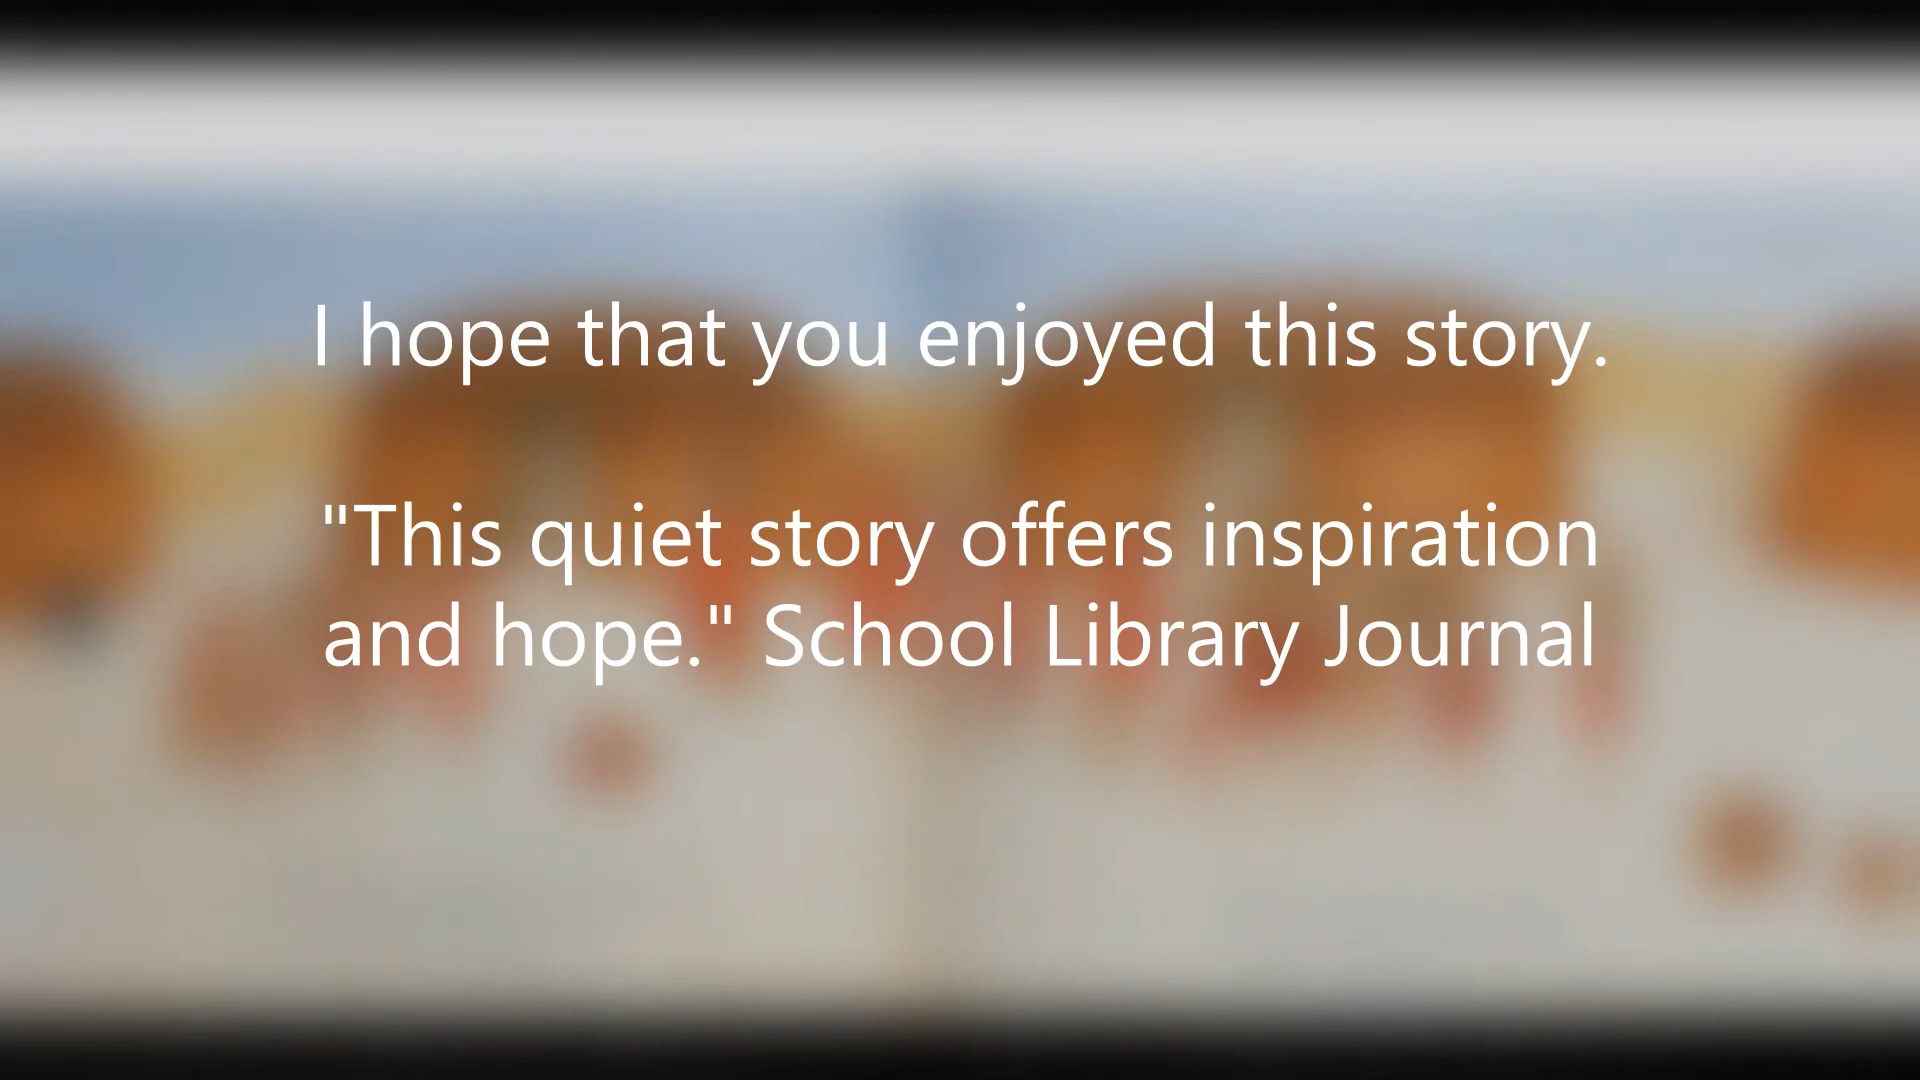 I hope that you enjoyed this story.
"This quiet story offers inspiration
and hope." School Library Journal